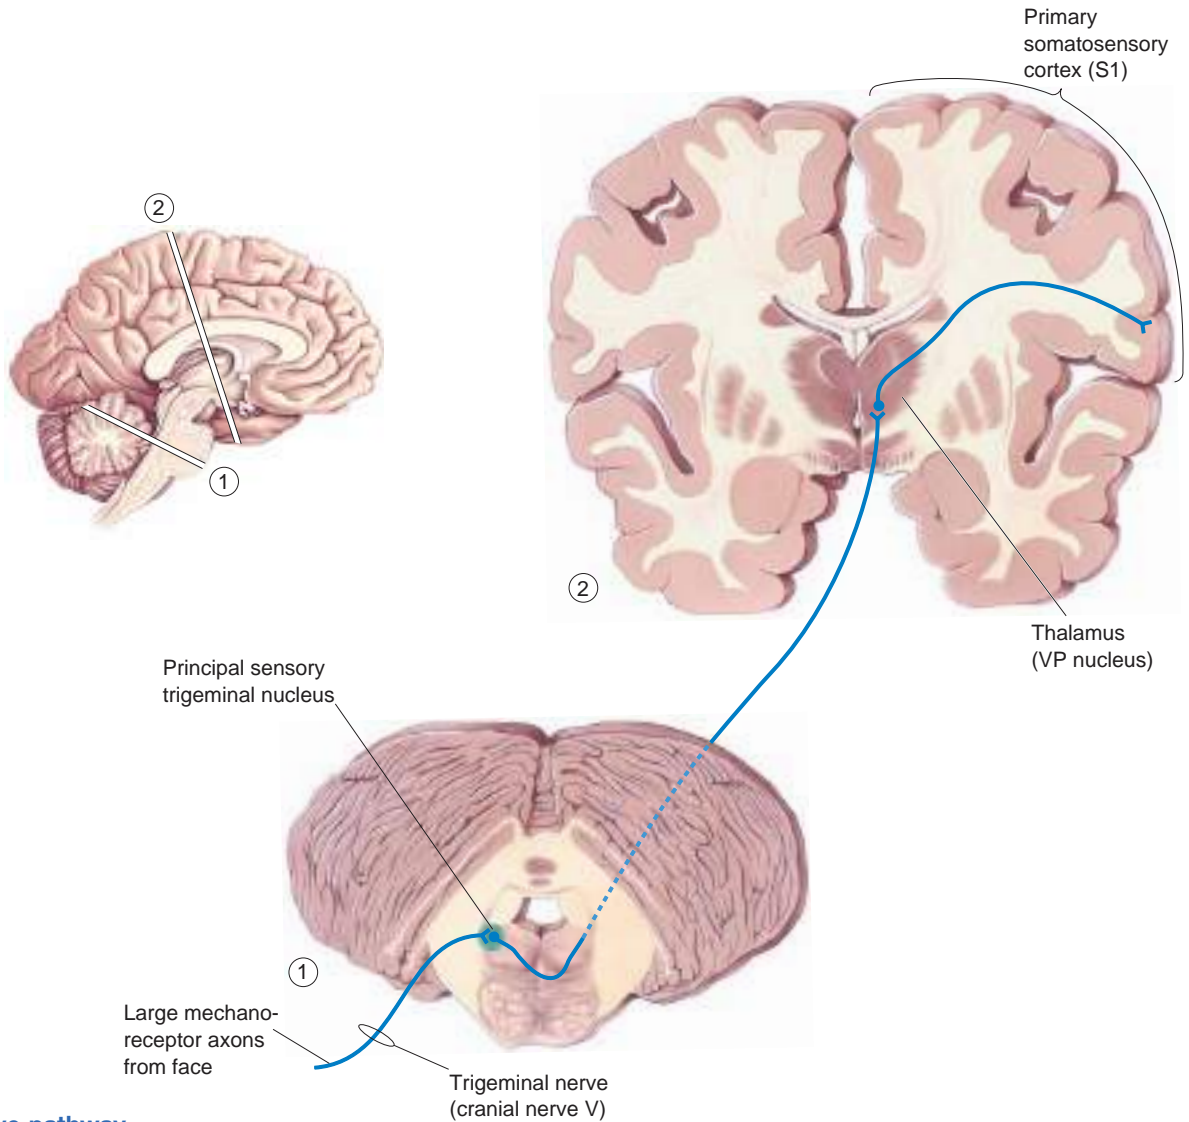 Primary
somatosensory
cortex (S1)
2
1
2
Thalamus
(VP nucleus)
Principal sensory
trigeminal nucleus
1
Large mechano-
receptor axons
from face
Trigeminal nerve
(cranial nerve V)
pathway